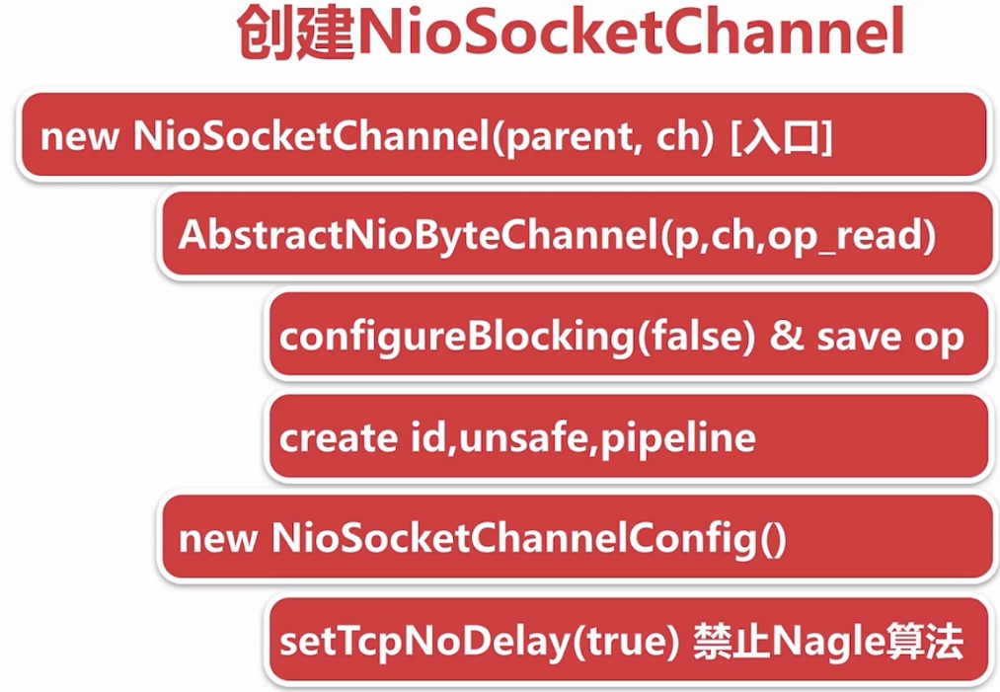 创建NioSocketChannel
new NioSocketChannel(parent, ch) [入口]
AbstractNioByteChannel(p,ch,op_read)
configureBlocking(false) & save op
create id,unsafe,pipeline
new NioSocketChannelConfig()
setTcpNoDelay(true) 禁止Nagle算法